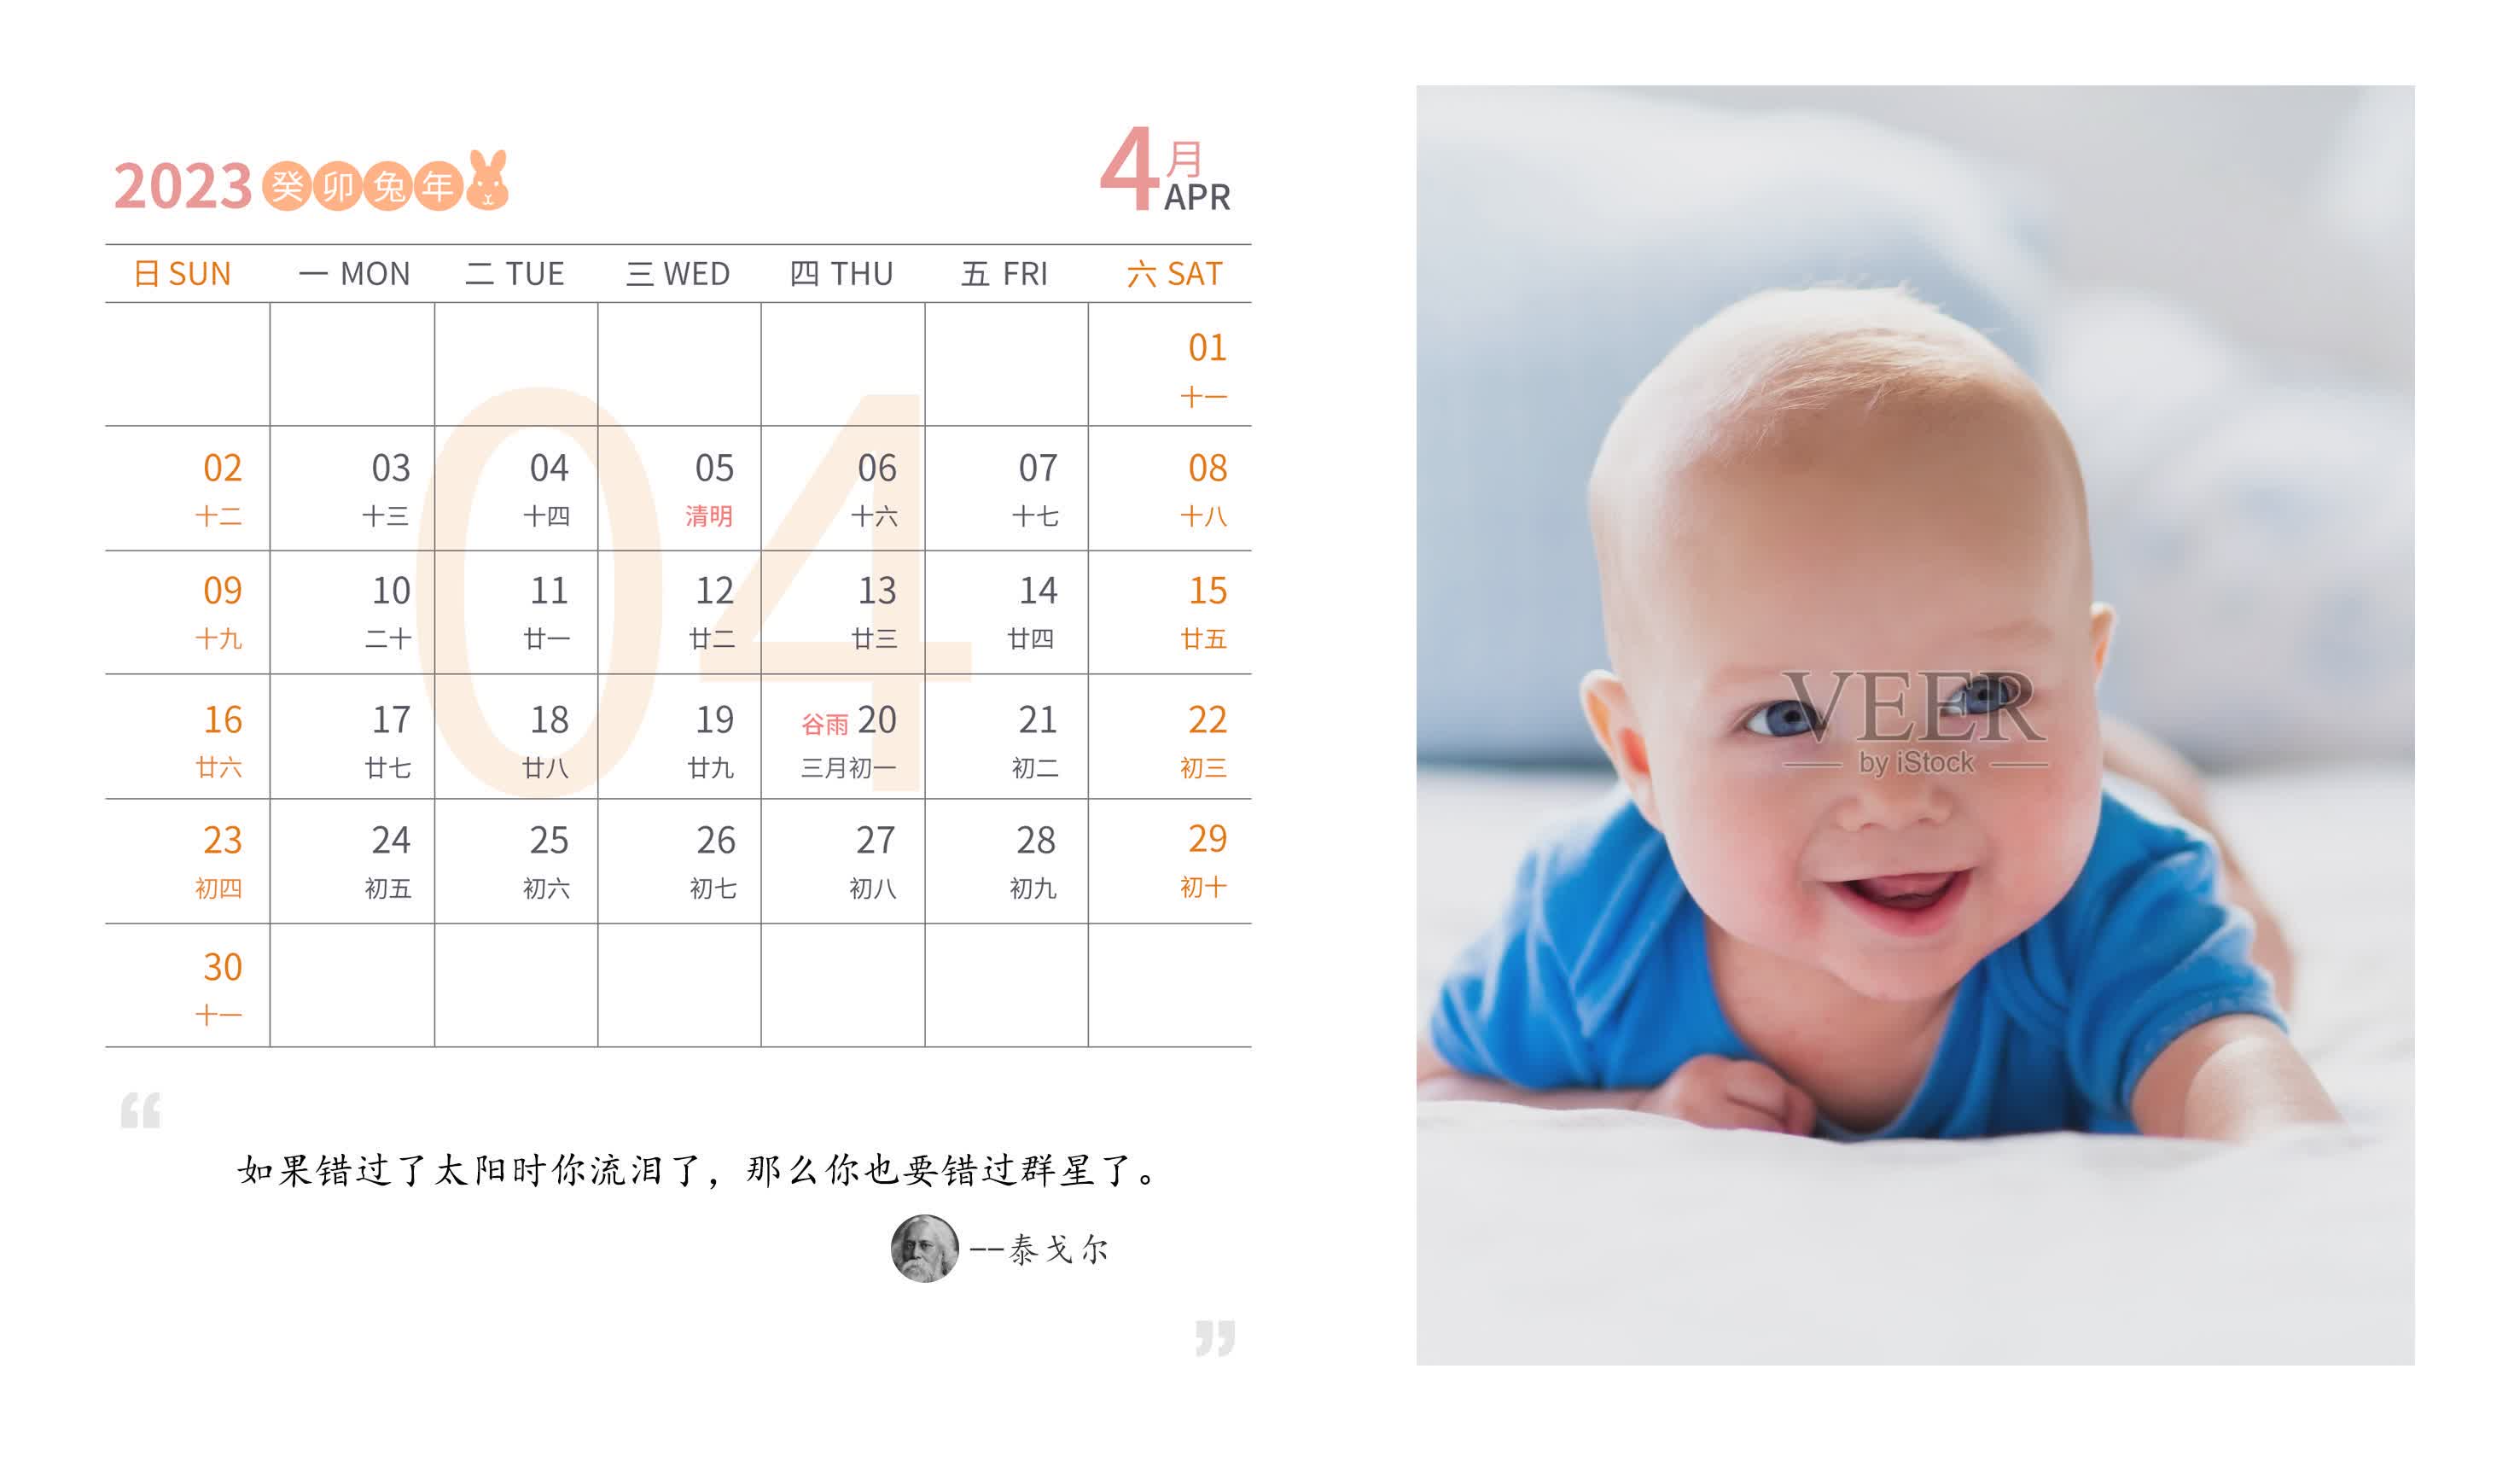 2023 癸卯兔年
4月
APR
日 SUN 一 MON 二 TUE 三 WED 四 THU 五 FRI 六 SAT
01
十一
02 03 04 05 06 07 08
十二 十三 十四 清明 十六 十七 十八
09 10 11 12 13 14 15
十九 二十 廿一 廿二 廿三 廿四 廿五
16 17 18 19 谷雨 20 21 22
廿六 廿七 廿八 廿九 三月初一 初二 初三
23 24 25 26 27 28 29
初四 初五 初六 初七 初八 初九 初十
30
十一
04
“
如果错过了太阳时你流泪了，那么你也要错过群星了。
--泰戈尔
”
VEER
by iStock